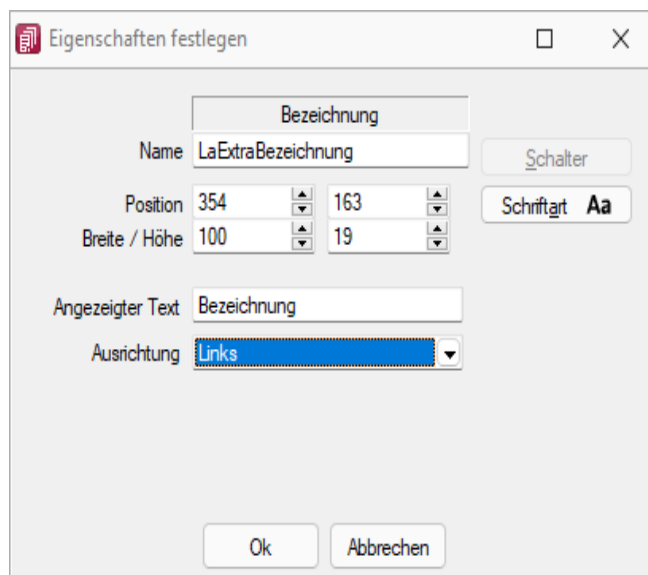 Eigenschaften festlegen
Bezeichnung
Name LaExtraBezeichnung Schalter
Position 354 163 Schriftart Aa
Breite / Höhe 100 19
Angezeigter Text Bezeichnung
Ausrichtung Links
Ok Abbrechen